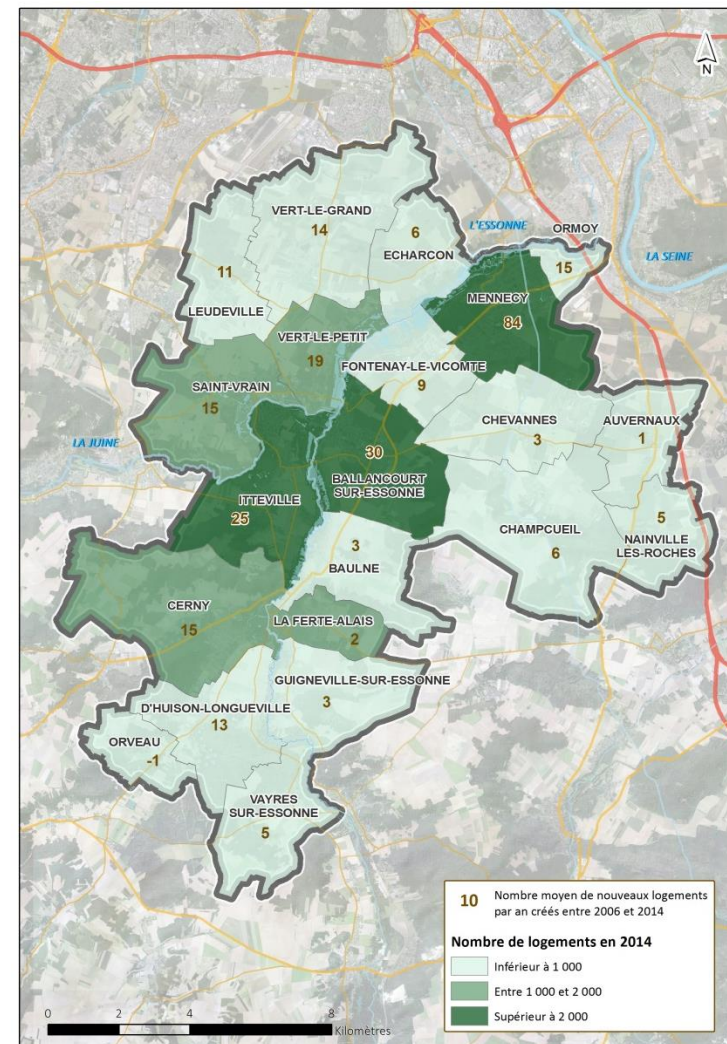 N
VERT-LE-GRAND
14
6
ECHARCON
L'ESSONNE
ORMOY
15
LA SEINE
11
LEUDEVILLE
MENNECY
84
VERT-LE-PETIT
19
FONTENAY-LE-VICOMTE
9
SAINT-VRAIN
15
CHEVANNES
3
AUVERNAUX
1
LA JUINE
30
BALLANCOURT
SUR-ESSONNE
ITTEVILLE
25
CHAMPCUEIL
6
5
NAINVILLE
LES-ROCHES
3
BAULNE
CERNY
15
LA FERTE-ALAIS
2
GUIGNEVILLE-SUR-ESSONNE
3
D'HUISON-LONGUEVILLE
13
ORVEAU
-1
VAYRES
SUR-ESSONNE
5
10 Nombre moyen de nouveaux logements
par an créés entre 2006 et 2014
Nombre de logements en 2014
Inférieur à 1 000
Entre 1 000 et 2 000
Supérieur à 2 000
0 2 4 8
Kilomètres